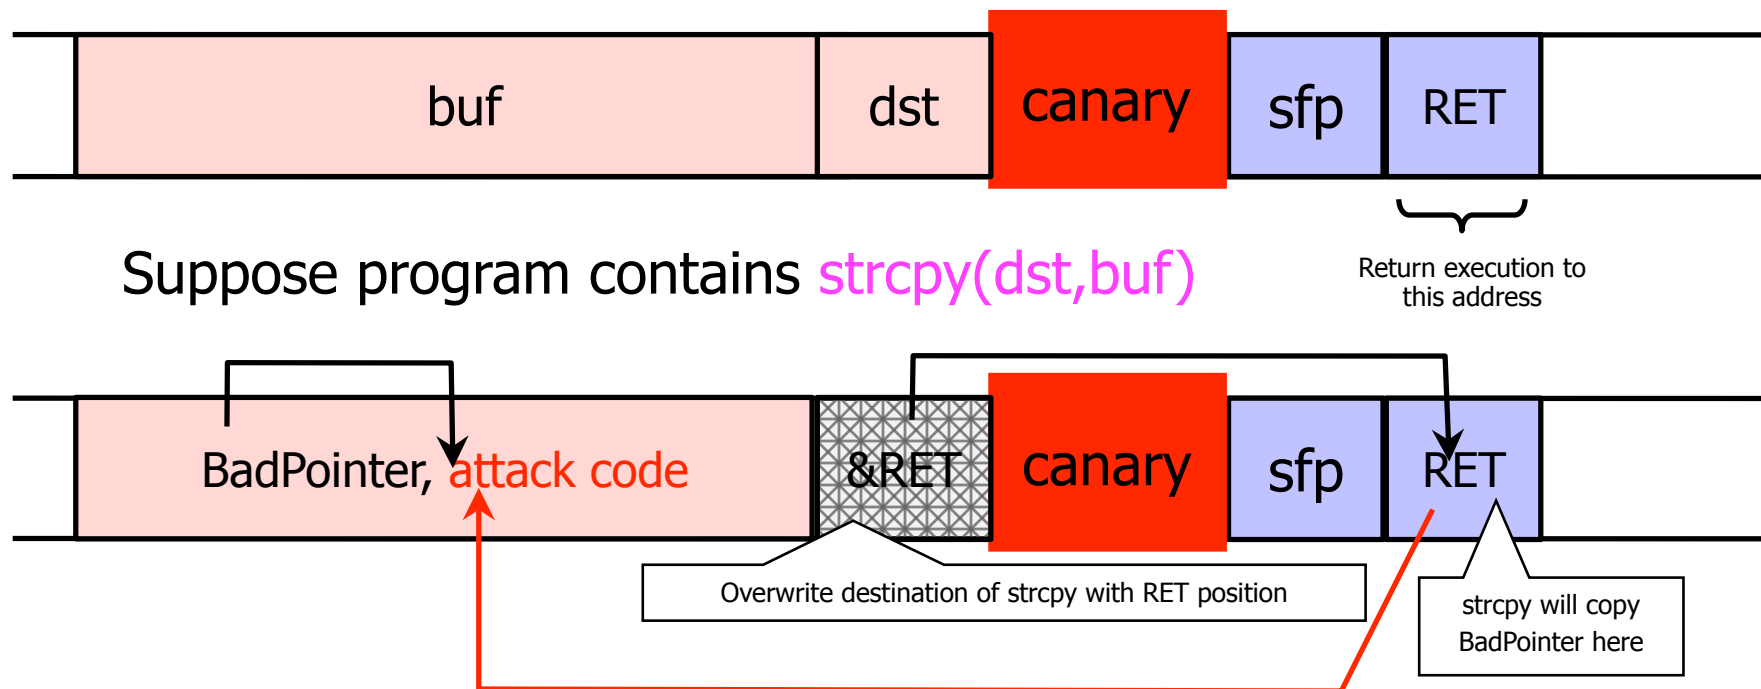 buf dst canary sfp RET
Suppose program contains strcpy(dst,buf)
Return execution to
this address
BadPointer, attack code &RET canary sfp RET
Overwrite destination of strcpy with RET position
strcpy will copy
BadPointer here